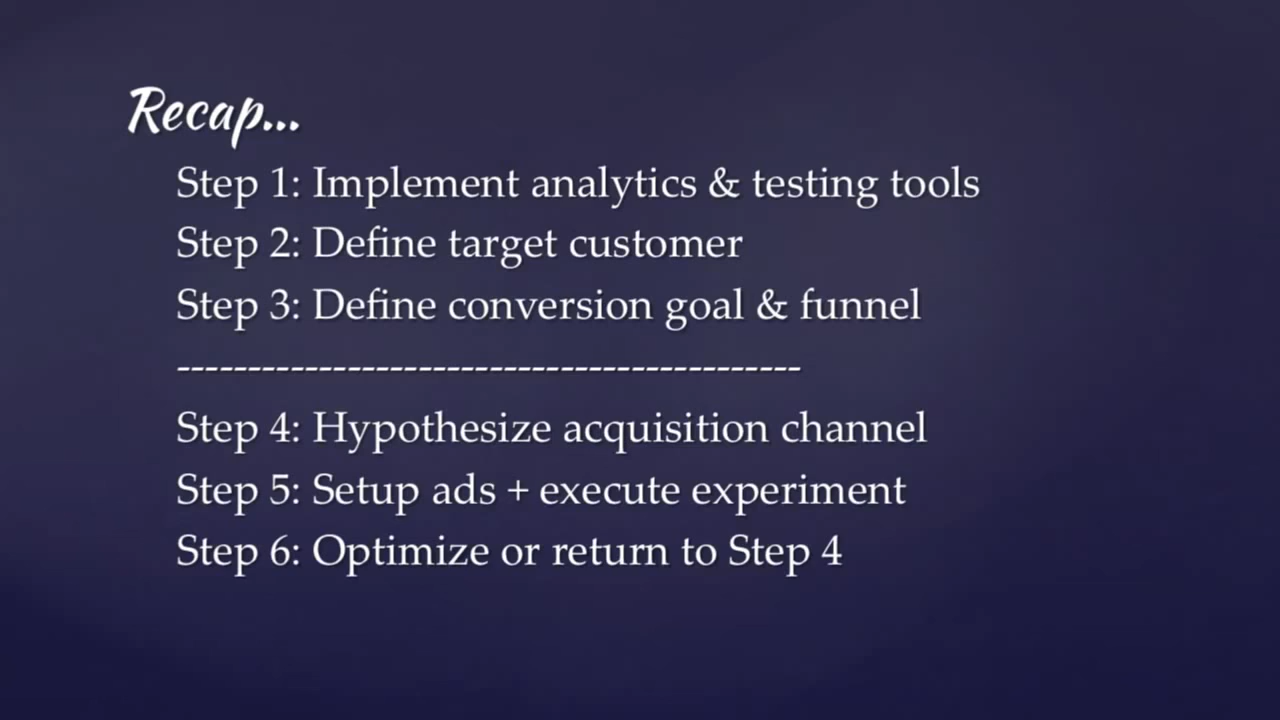 Recap...
Step 1: Implement analytics & testing tools
Step 2: Define target customer
Step 3: Define conversion goal & funnel
--------------------------------------------
Step 4: Hypothesize acquisition channel
Step 5: Setup ads + execute experiment
Step 6: Optimize or return to Step 4